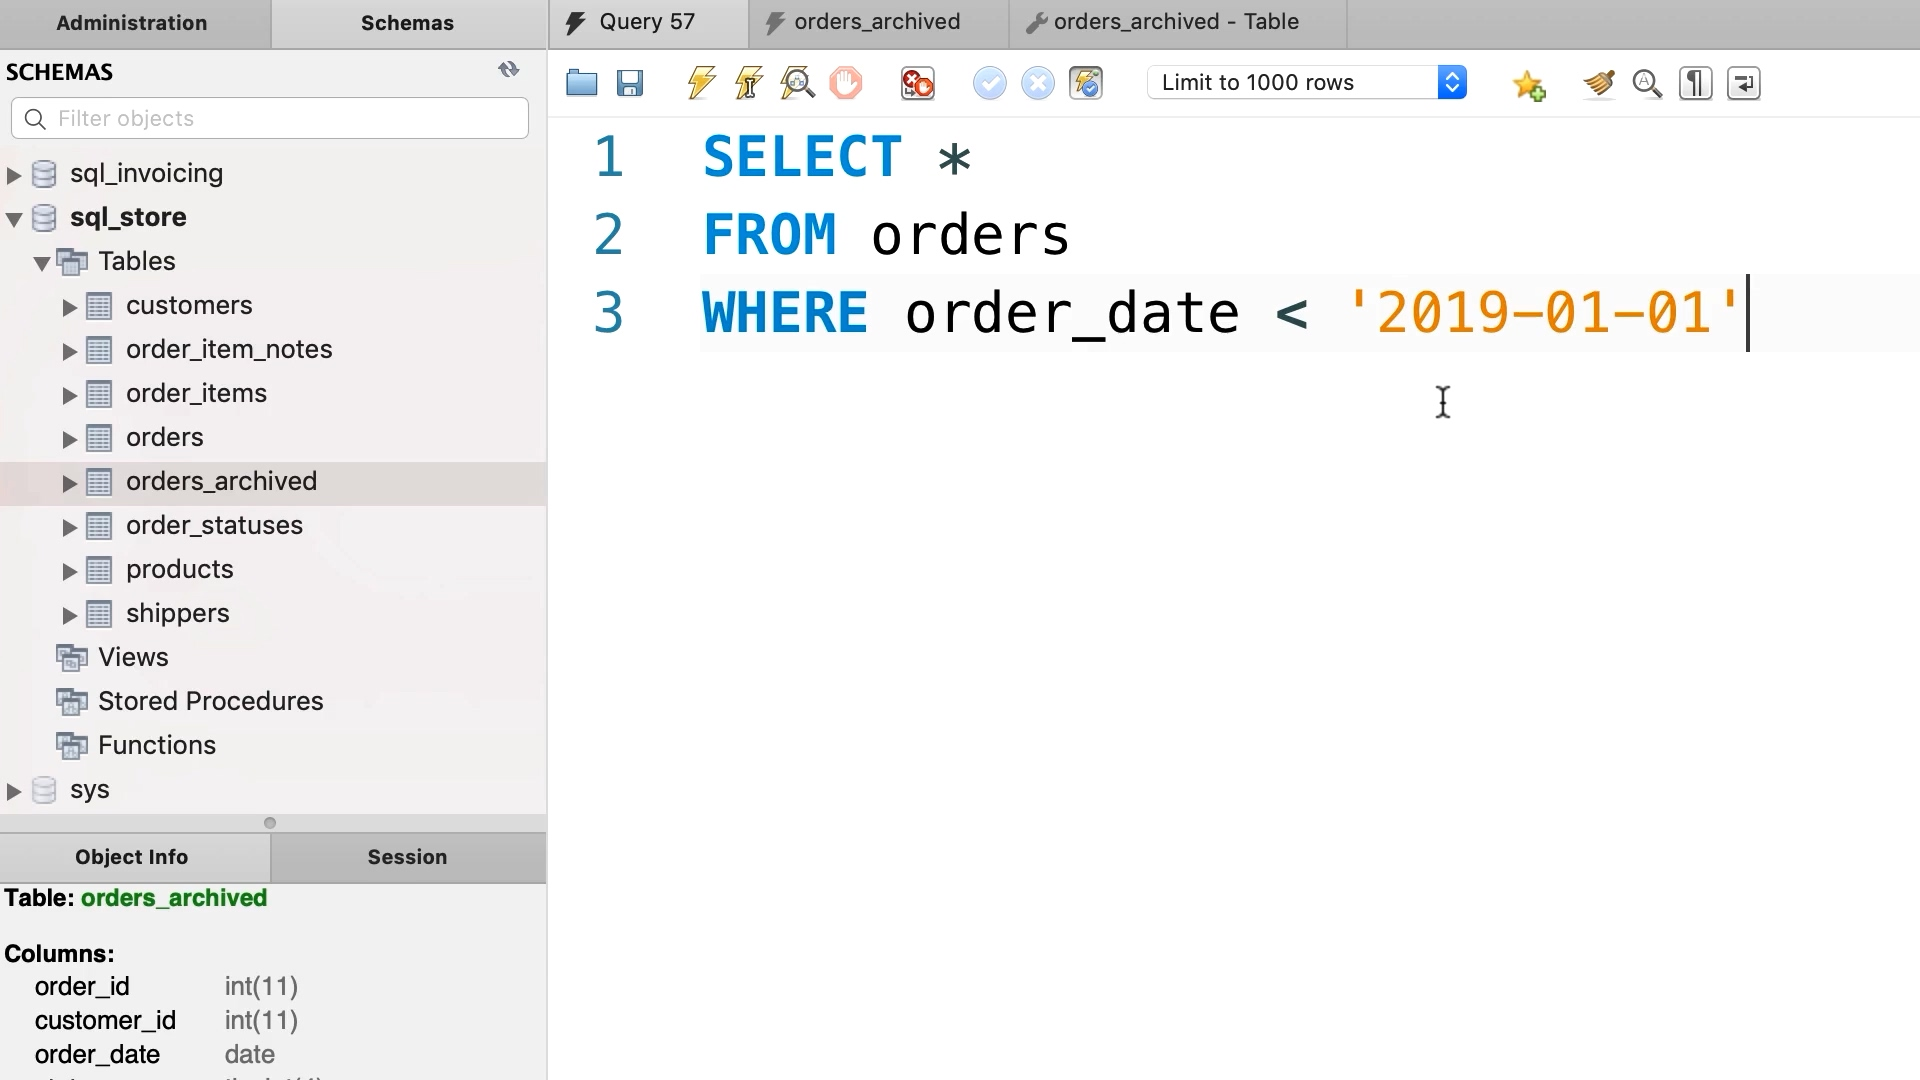 Administration
Schemas
Query 57
orders_archived
orders_archived - Table
SCHEMAS
Filter objects
Limit to 1000 rows
sql_invoicing
sql_store
Tables
customers
order_item_notes
order_items
orders
orders_archived
order_statuses
products
shippers
Views
Stored Procedures
Functions
sys
1 SELECT *
2 FROM orders
3 WHERE order_date < '2019-01-01'
Object Info
Session
Table: orders_archived
Columns:
order_id int(11)
customer_id int(11)
order_date date